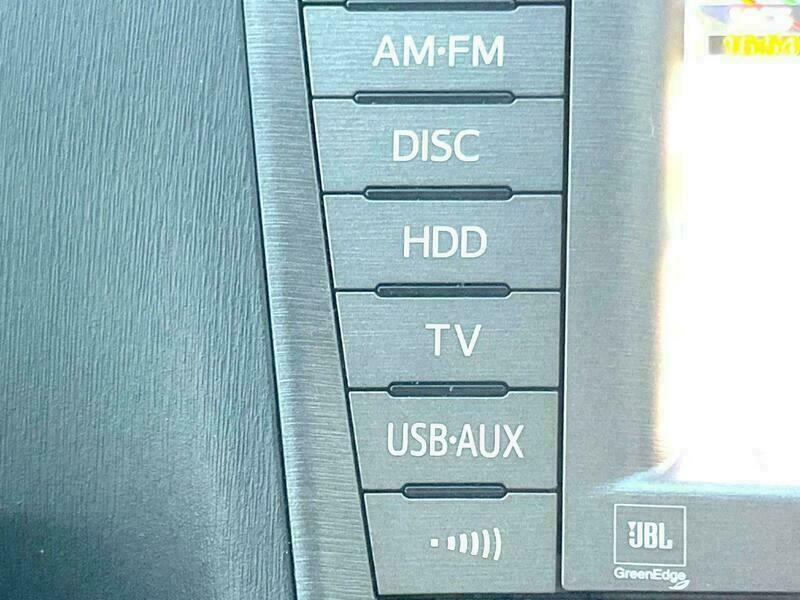 AM·FM
DISC
HDD
TV
USB·AUX
JBL
GreenEdge